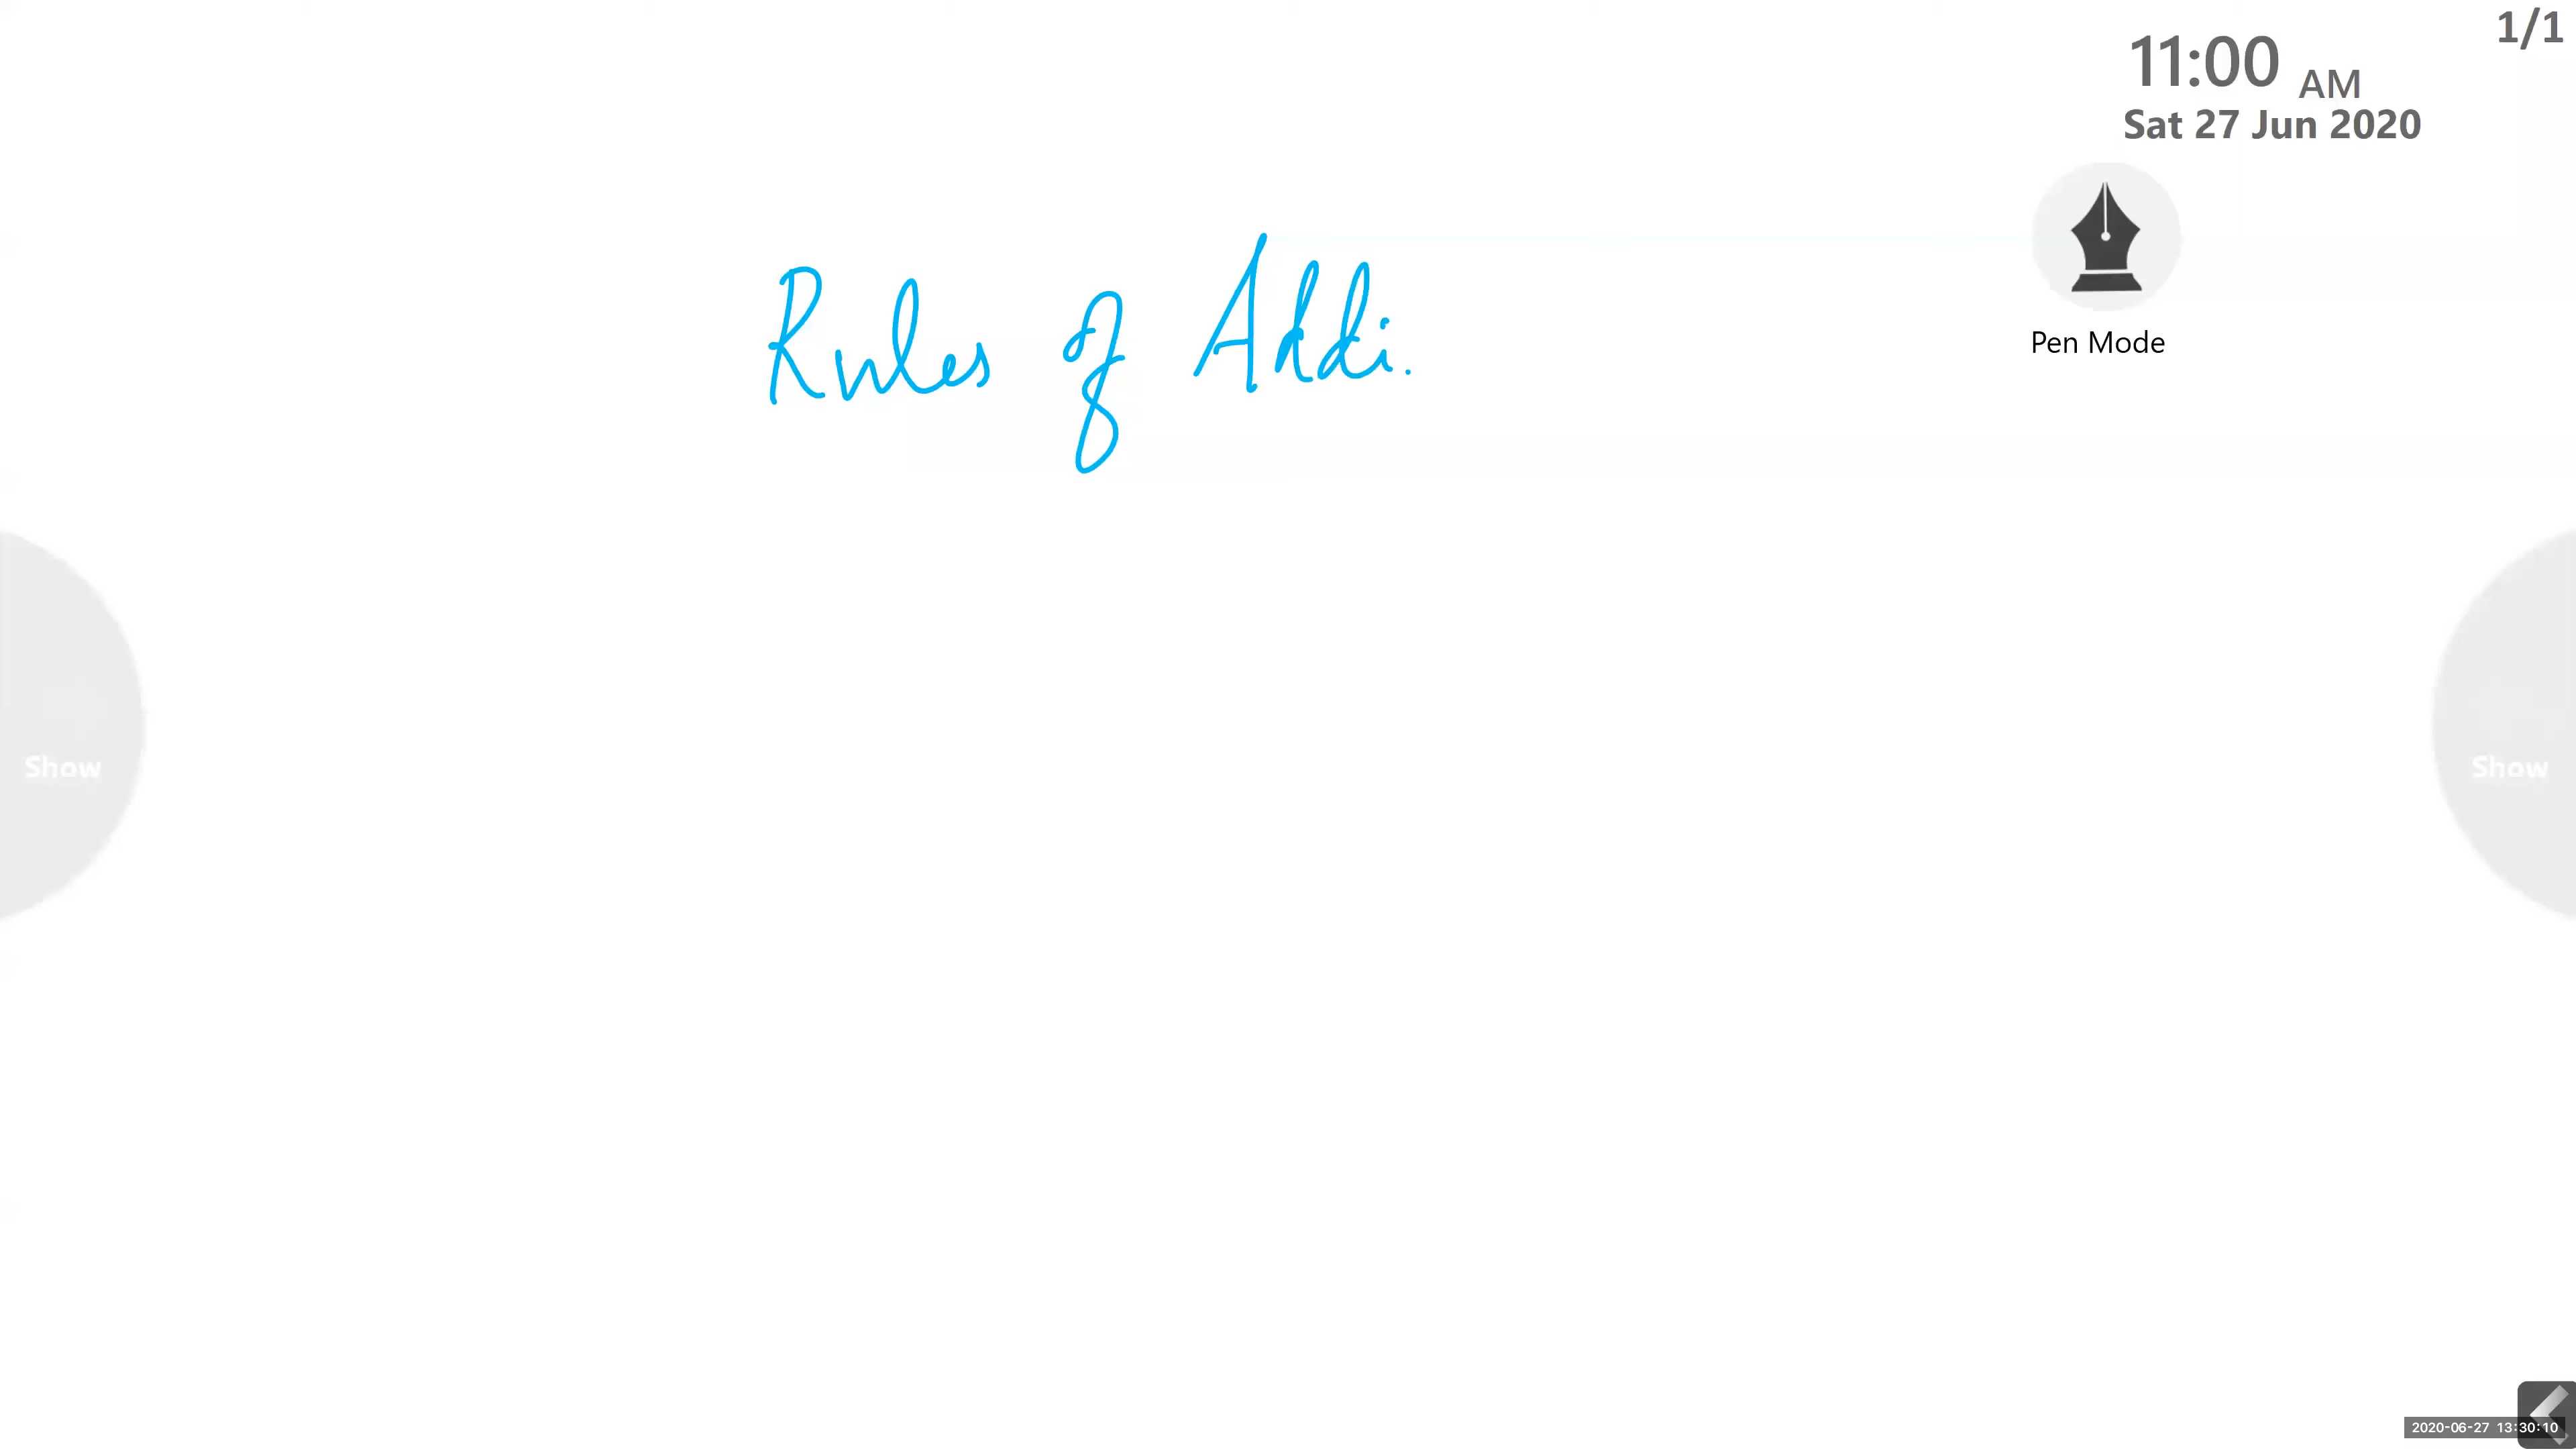 1/1
11:00 AM
Sat 27 Jun 2020
Rules of Addi.
Pen Mode
Show
Show
2020-06-27 13:30:10